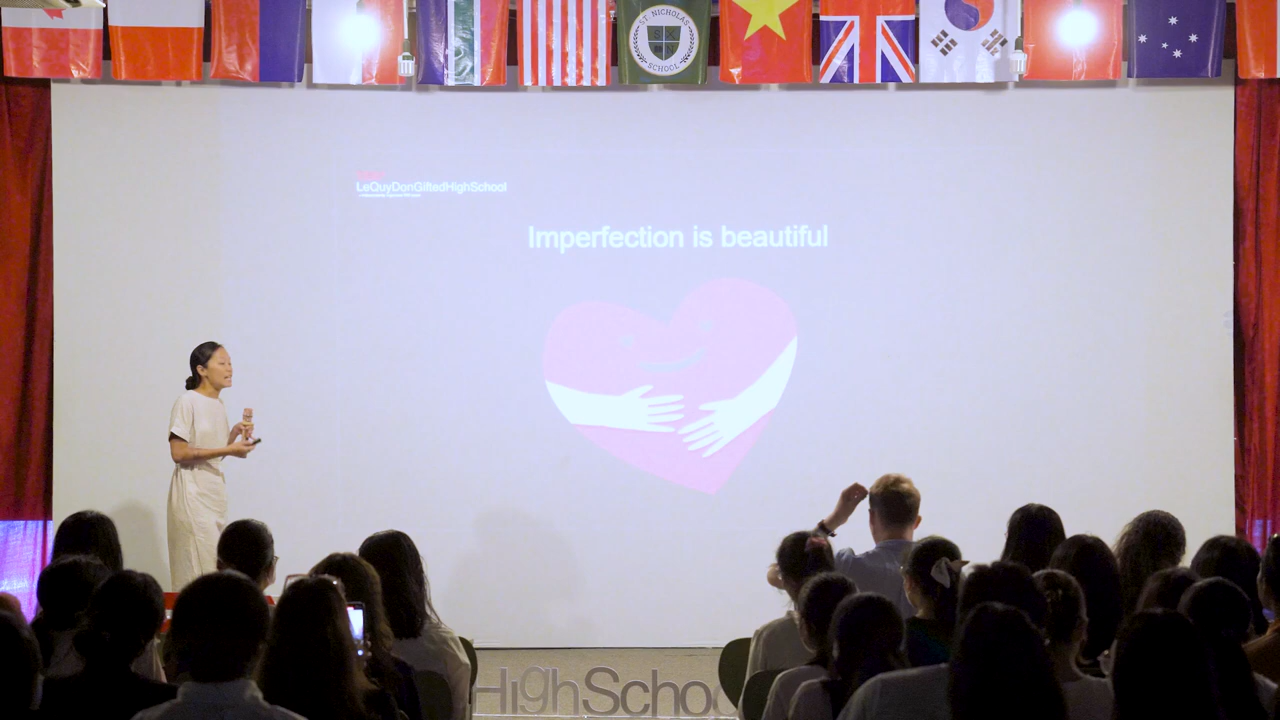 ST NICHOLAS
SCHOOL
LeQuyDonGiftedHighSchool
Imperfection is beautiful
HighSchoo